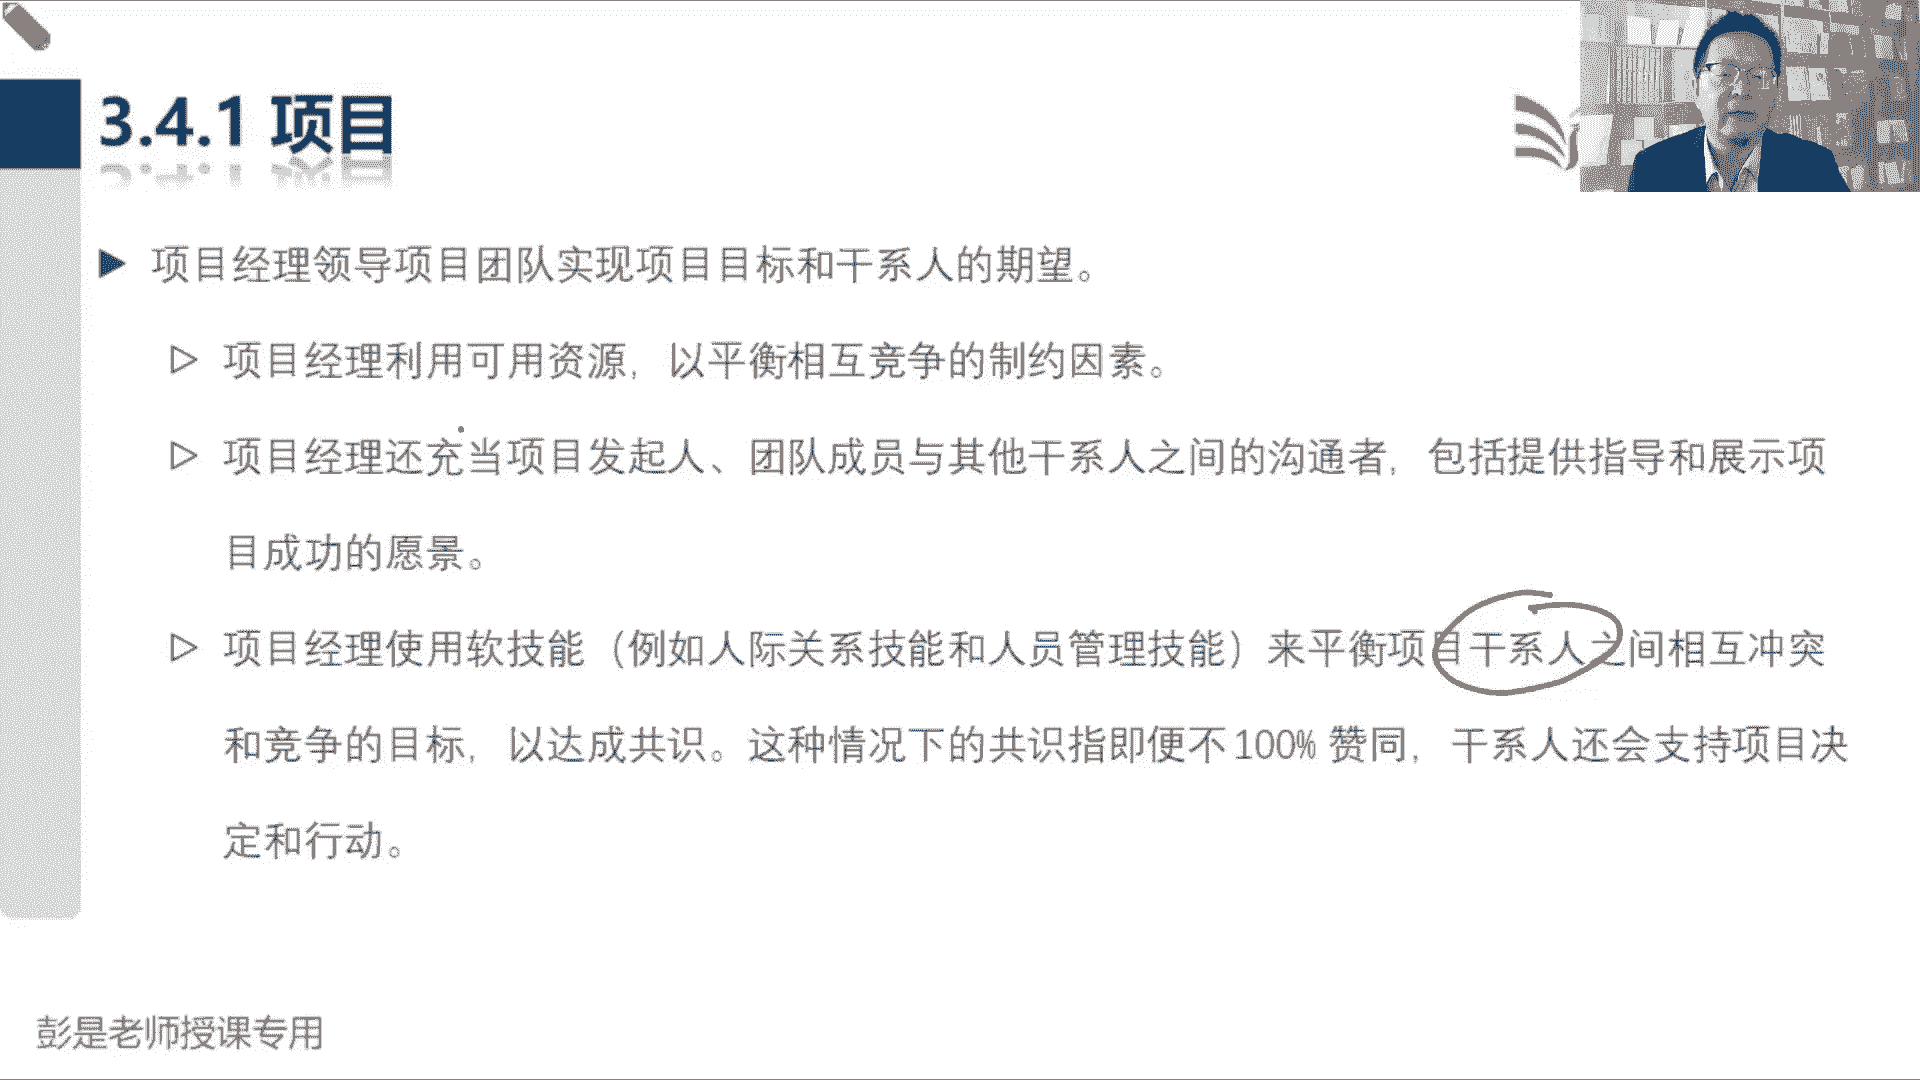 3.4.1 项目
项目经理领导项目团队实现项目目标和干系人的期望。
项目经理利用可用资源，以平衡相互竞争的制约因素。
项目经理还充当项目发起人、团队成员与其他干系人之间的沟通者，包括提供指导和展示项
目成功的愿景。
项目经理使用软技能（例如人际关系技能和人员管理技能）来平衡项目干系人之间相互冲突
和竞争的目标，以达成共识。这种情况下的共识指即便不100% 赞同，干系人还会支持项目决
定和行动。
彭是老师授课专用